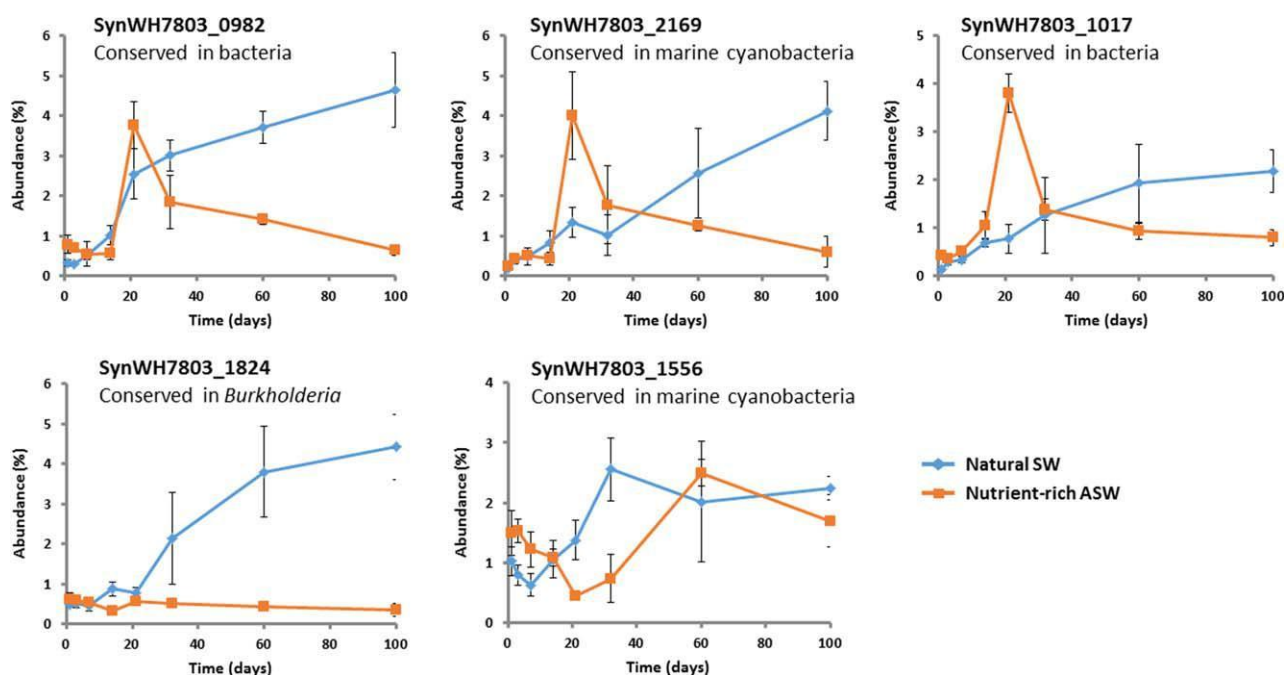 SynWH7803_0982
Conserved in bacteria
6
5
4
3
2
1
0
Abundance (%)
0 20 40 60 80 100
Time (days)
SynWH7803_2169
Conserved in marine cyanobacteria
6
5
4
3
2
1
0
Abundance (%)
0 20 40 60 80 100
Time (days)
SynWH7803_1017
Conserved in bacteria
5
4
3
2
1
0
Abundance (%)
0 20 40 60 80 100
Time (days)
SynWH7803_1824
Conserved in Burkholderia
6
5
4
3
2
1
0
Abundance (%)
0 20 40 60 80 100
Time (days)
SynWH7803_1556
Conserved in marine cyanobacteria
4
3
2
1
0
Abundance (%)
0 20 40 60 80 100
Time (days)
Natural SW
Nutrient-rich ASW